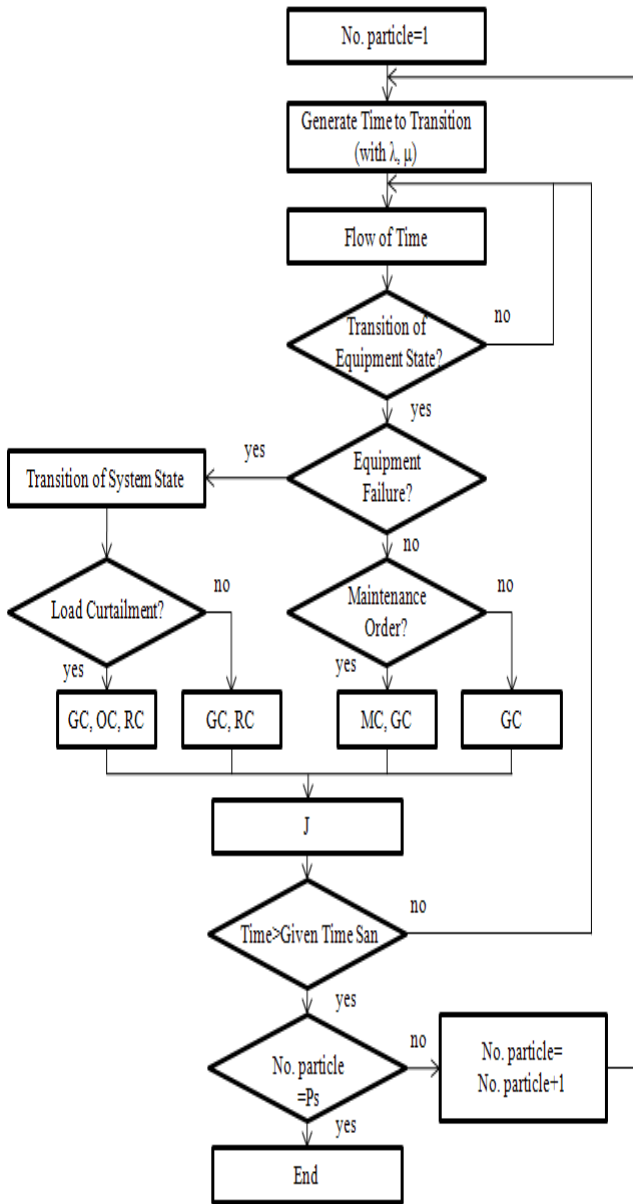 No. particle=1
Generate Time to Transition
(with λ, μ)
Flow of Time
Transition of
Equipment State?
no
yes
Equipment
Failure?
yes
Transition of System State
no
Load Curtailment?
no
yes
Maintenance
Order?
no
yes
GC, OC, RC
GC, RC
MC, GC
GC
J
Time>Given Time San
no
yes
No. particle
=Ps
no
No. particle=
No. particle+1
yes
End